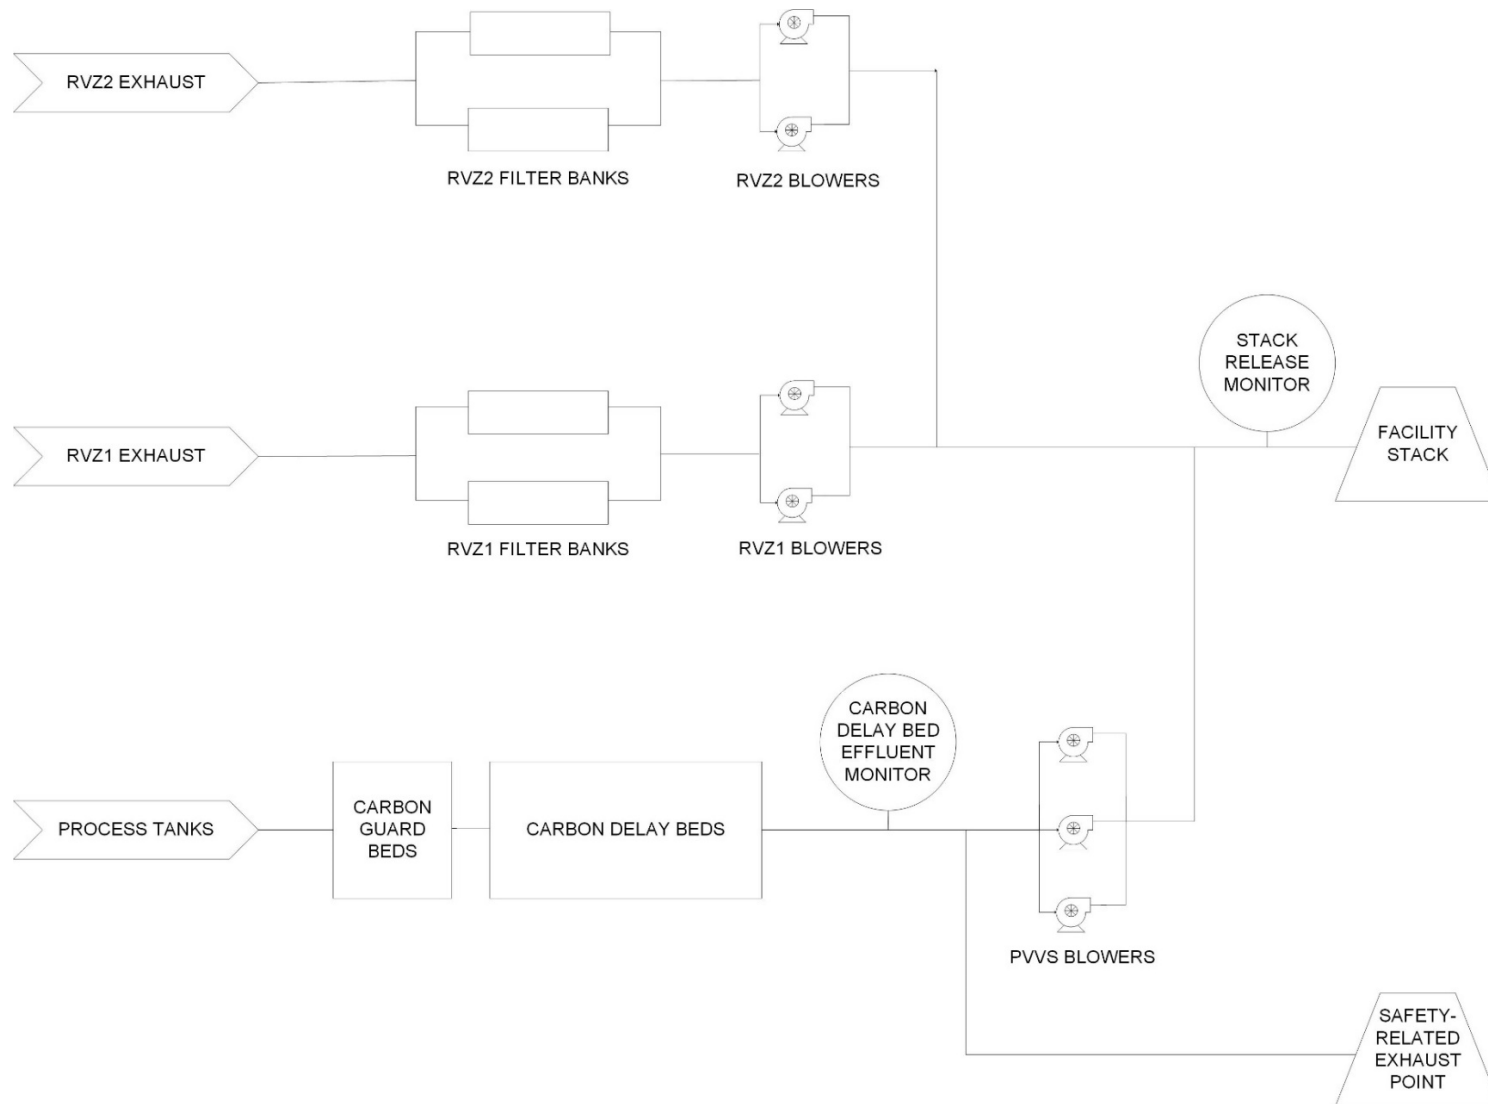 RVZ2 EXHAUST
RVZ2 FILTER BANKS
RVZ2 BLOWERS
STACK
RELEASE
MONITOR
RVZ1 EXHAUST
FACILITY
STACK
RVZ1 FILTER BANKS
RVZ1 BLOWERS
CARBON
DELAY BED
EFFLUENT
MONITOR
PROCESS TANKS
CARBON
GUARD
BEDS
CARBON DELAY BEDS
PVVS BLOWERS
SAFETY-
RELATED
EXHAUST
POINT